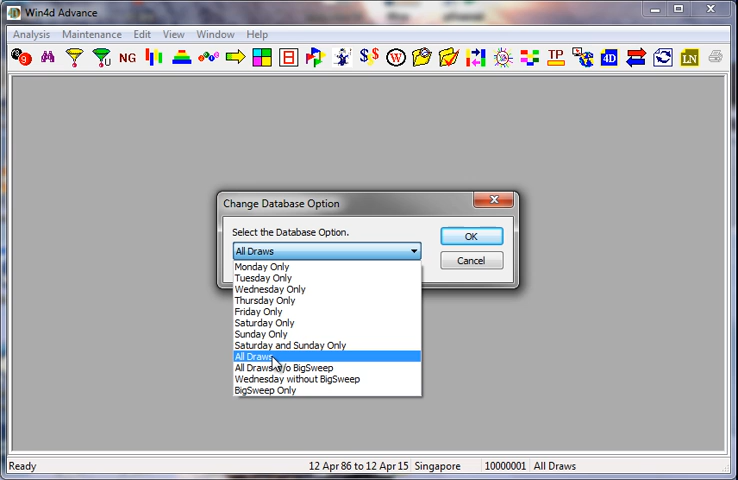 Win4d Advance
Analysis Maintenance Edit View Window Help
9 U NG $$ W TP 4D LN
Change Database Option
Select the Database Option.
All Draws
OK
Cancel
Monday Only
Tuesday Only
Wednesday Only
Thursday Only
Friday Only
Saturday Only
Sunday Only
Saturday and Sunday Only
All Draws
All Draws w/o BigSweep
Wednesday without BigSweep
BigSweep Only
Ready 12 Apr 86 to 12 Apr 15 Singapore 10000001 All Draws